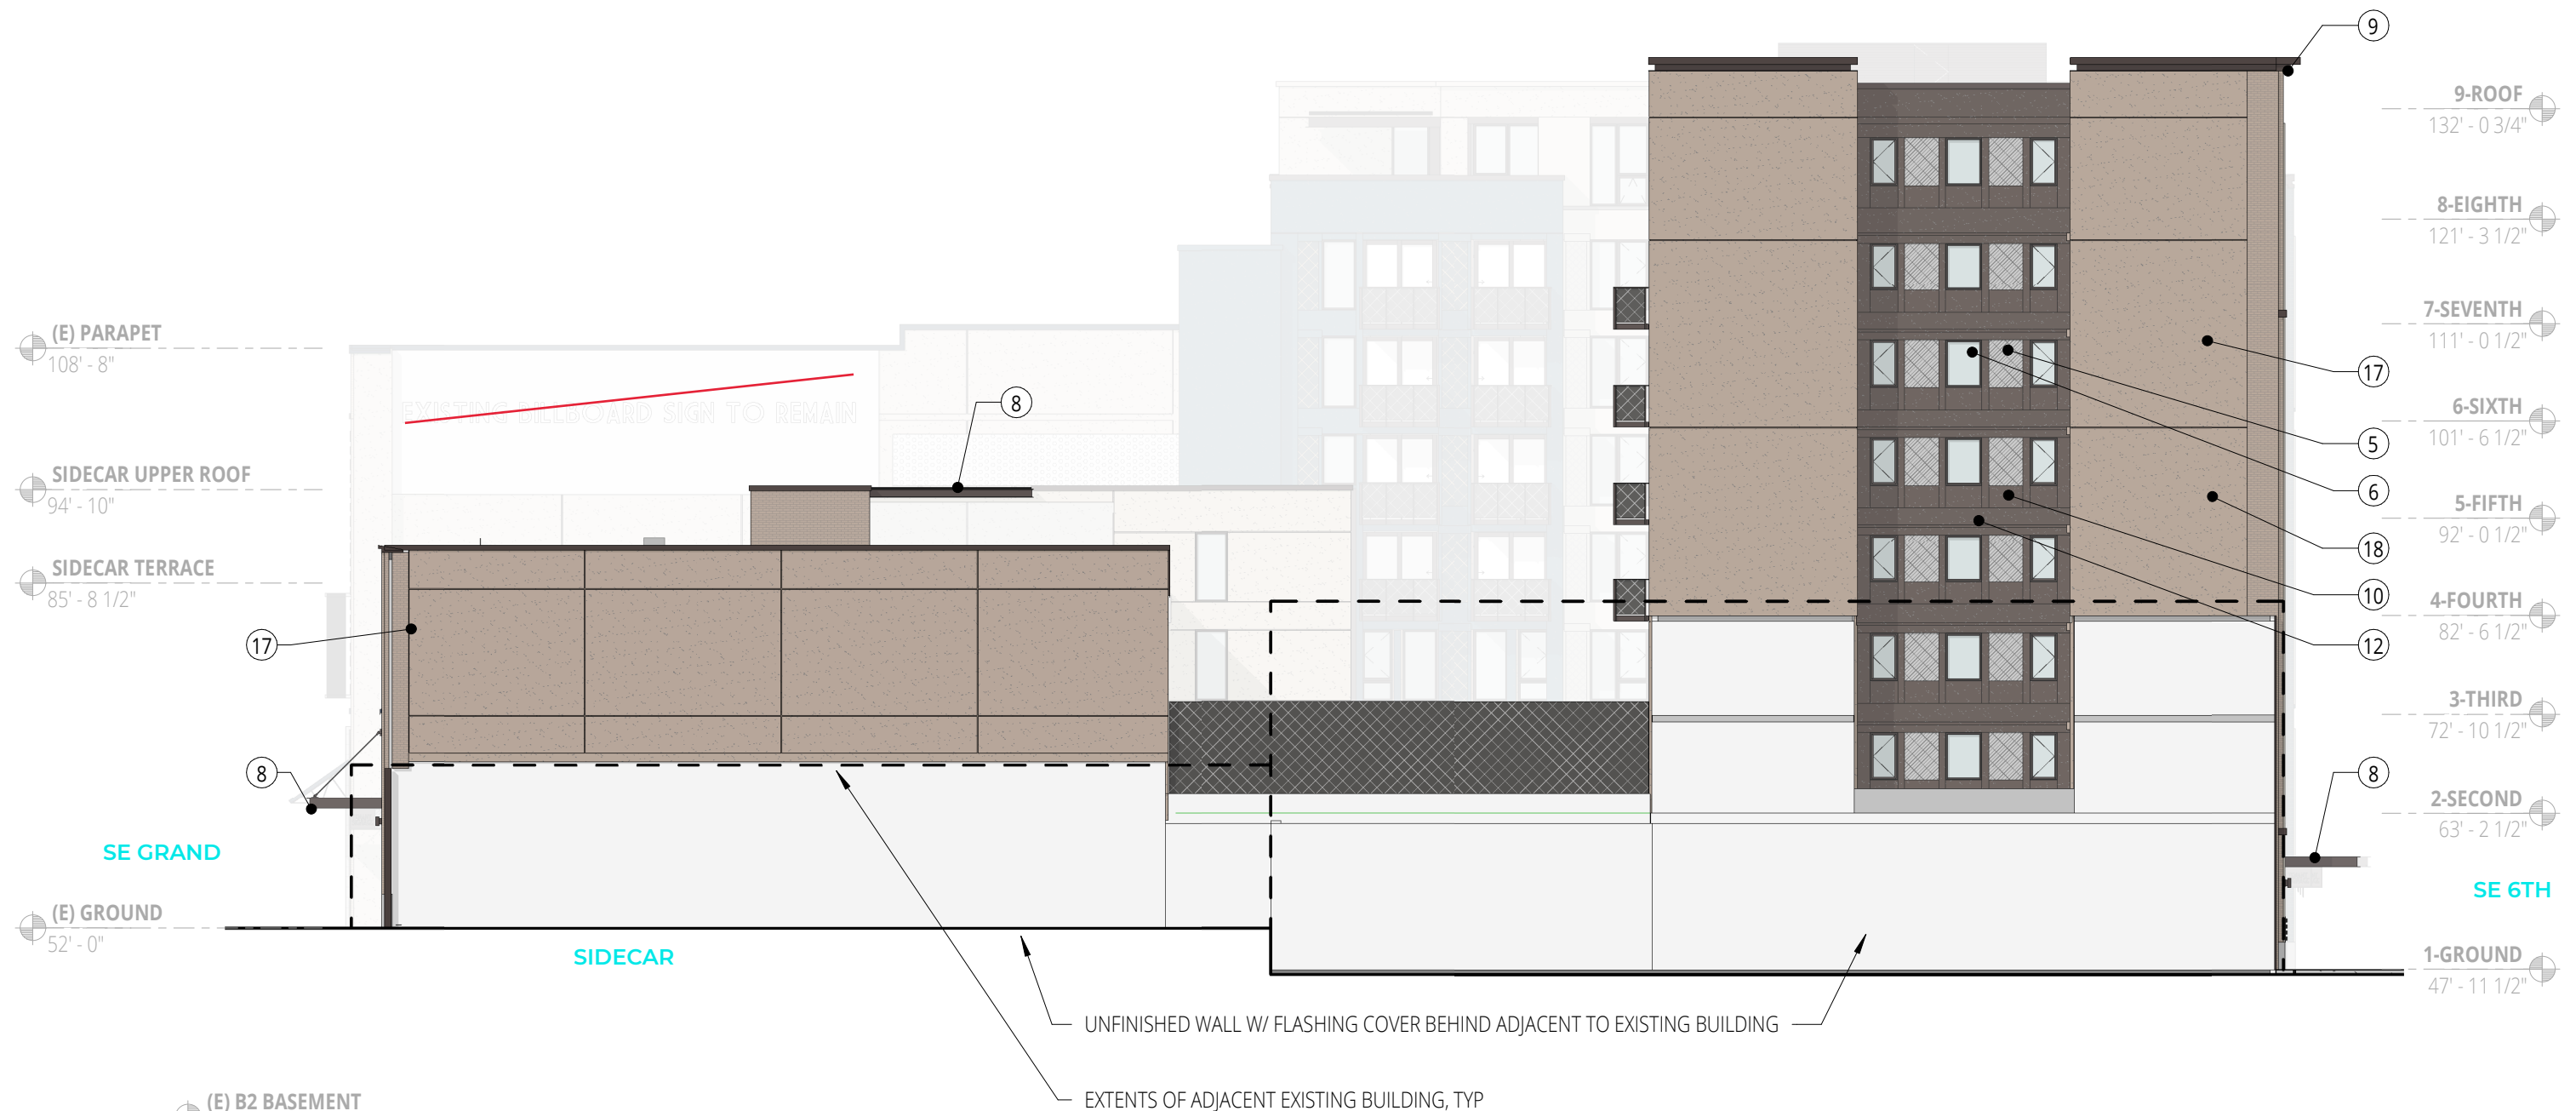 9
9-ROOF
132' - 0 3/4"
8-EIGHTH
121' - 3 1/2"
7-SEVENTH
111' - 0 1/2"
(E) PARAPET
108' - 8"
17
EXISTING BILLBOARD SIGN TO REMAIN
8
6-SIXTH
101' - 6 1/2"
5
SIDECAR UPPER ROOF
94' - 10"
6
5-FIFTH
92' - 0 1/2"
18
SIDECAR TERRACE
85' - 8 1/2"
10
4-FOURTH
82' - 6 1/2"
17
12
3-THIRD
72' - 10 1/2"
8
8
2-SECOND
63' - 2 1/2"
SE GRAND
SE 6TH
(E) GROUND
52' - 0"
SIDECAR
1-GROUND
47' - 11 1/2"
UNFINISHED WALL W/ FLASHING COVER BEHIND ADJACENT TO EXISTING BUILDING
EXTENTS OF ADJACENT EXISTING BUILDING, TYP
(E) B2 BASEMENT